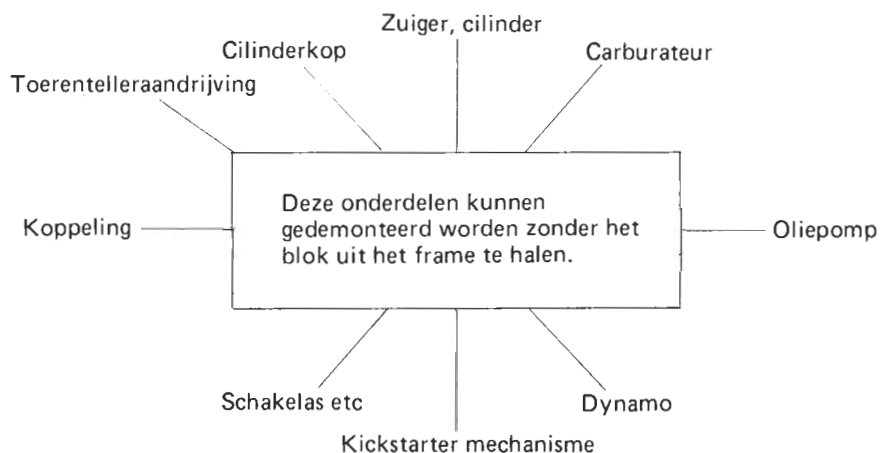 Zuiger, cilinder
Cilinderkop
Carburateur
Toerentelleraandrijving
Deze onderdelen kunnen
gedemonteerd worden zonder het
blok uit het frame te halen.
Koppeling
Oliepomp
Schakelas etc
Dynamo
Kickstarter mechanisme